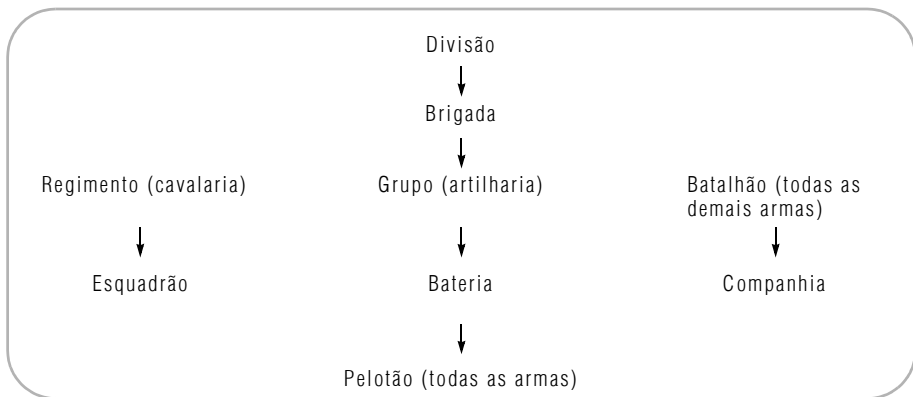 Divisão
Brigada
Regimento (cavalaria)
Grupo (artilharia)
Batalhão (todas as
demais armas)
Esquadrão
Bateria
Companhia
Pelotão (todas as armas)